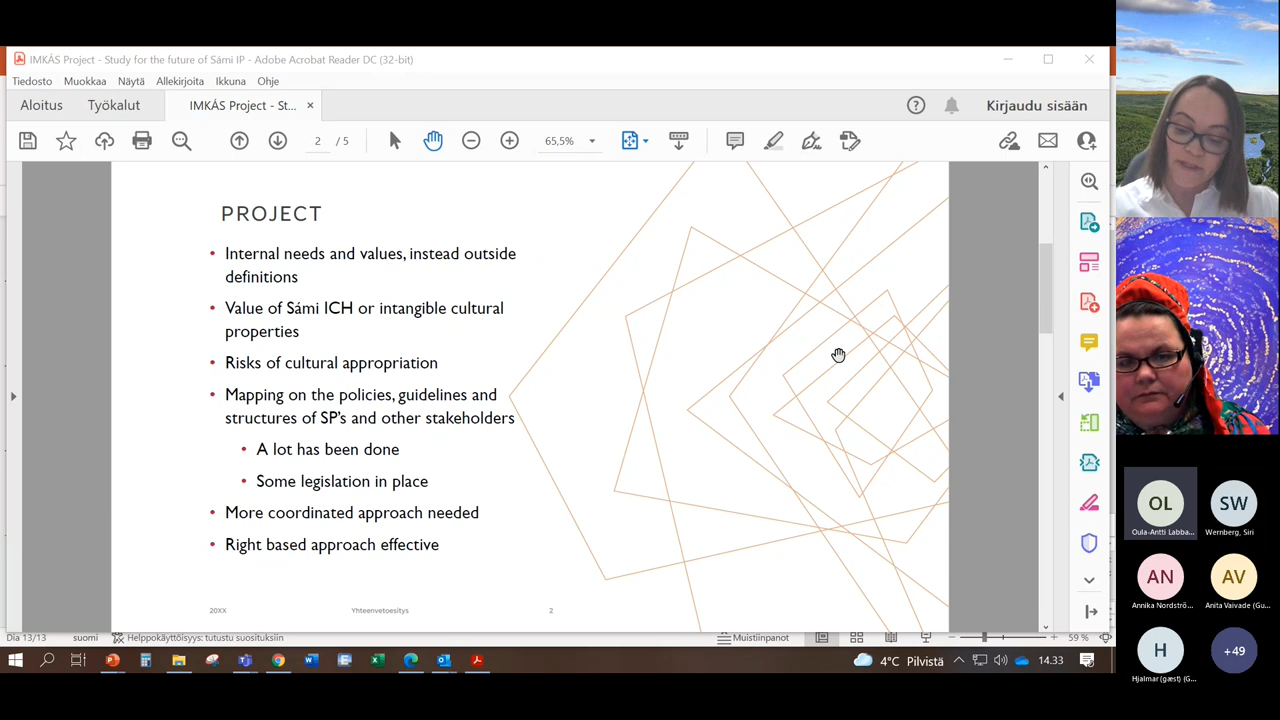 IMKÁS Project - Study for the future of Sámi IP - Adobe Acrobat Reader DC (32-bit)
Tiedosto Muokkaa Näytä Allekirjoita Ikkuna Ohje
Aloitus Työkalut IMKÁS Project - St... × Kirjaudu sisään
2 / 5 65,5%
PROJECT
• Internal needs and values, instead outside
definitions
• Value of Sámi ICH or intangible cultural
properties
• Risks of cultural appropriation
• Mapping on the policies, guidelines and
structures of SP's and other stakeholders
• A lot has been done
• Some legislation in place
• More coordinated approach needed
• Right based approach effective
20XX Yhteenvetoesitys 2
Dia 13/13 suomi Helppokäyttöisyys: tutustu suosituksiin Muistiinpanot 59 %
4°C Pilvistä 14.33
OL SW
Oula-Antti Labba... Wernberg, Siri
AN AV
Annika Nordströ... Anita Vaivade (Gu...
H +49
Hjalmar (gæst) (G...